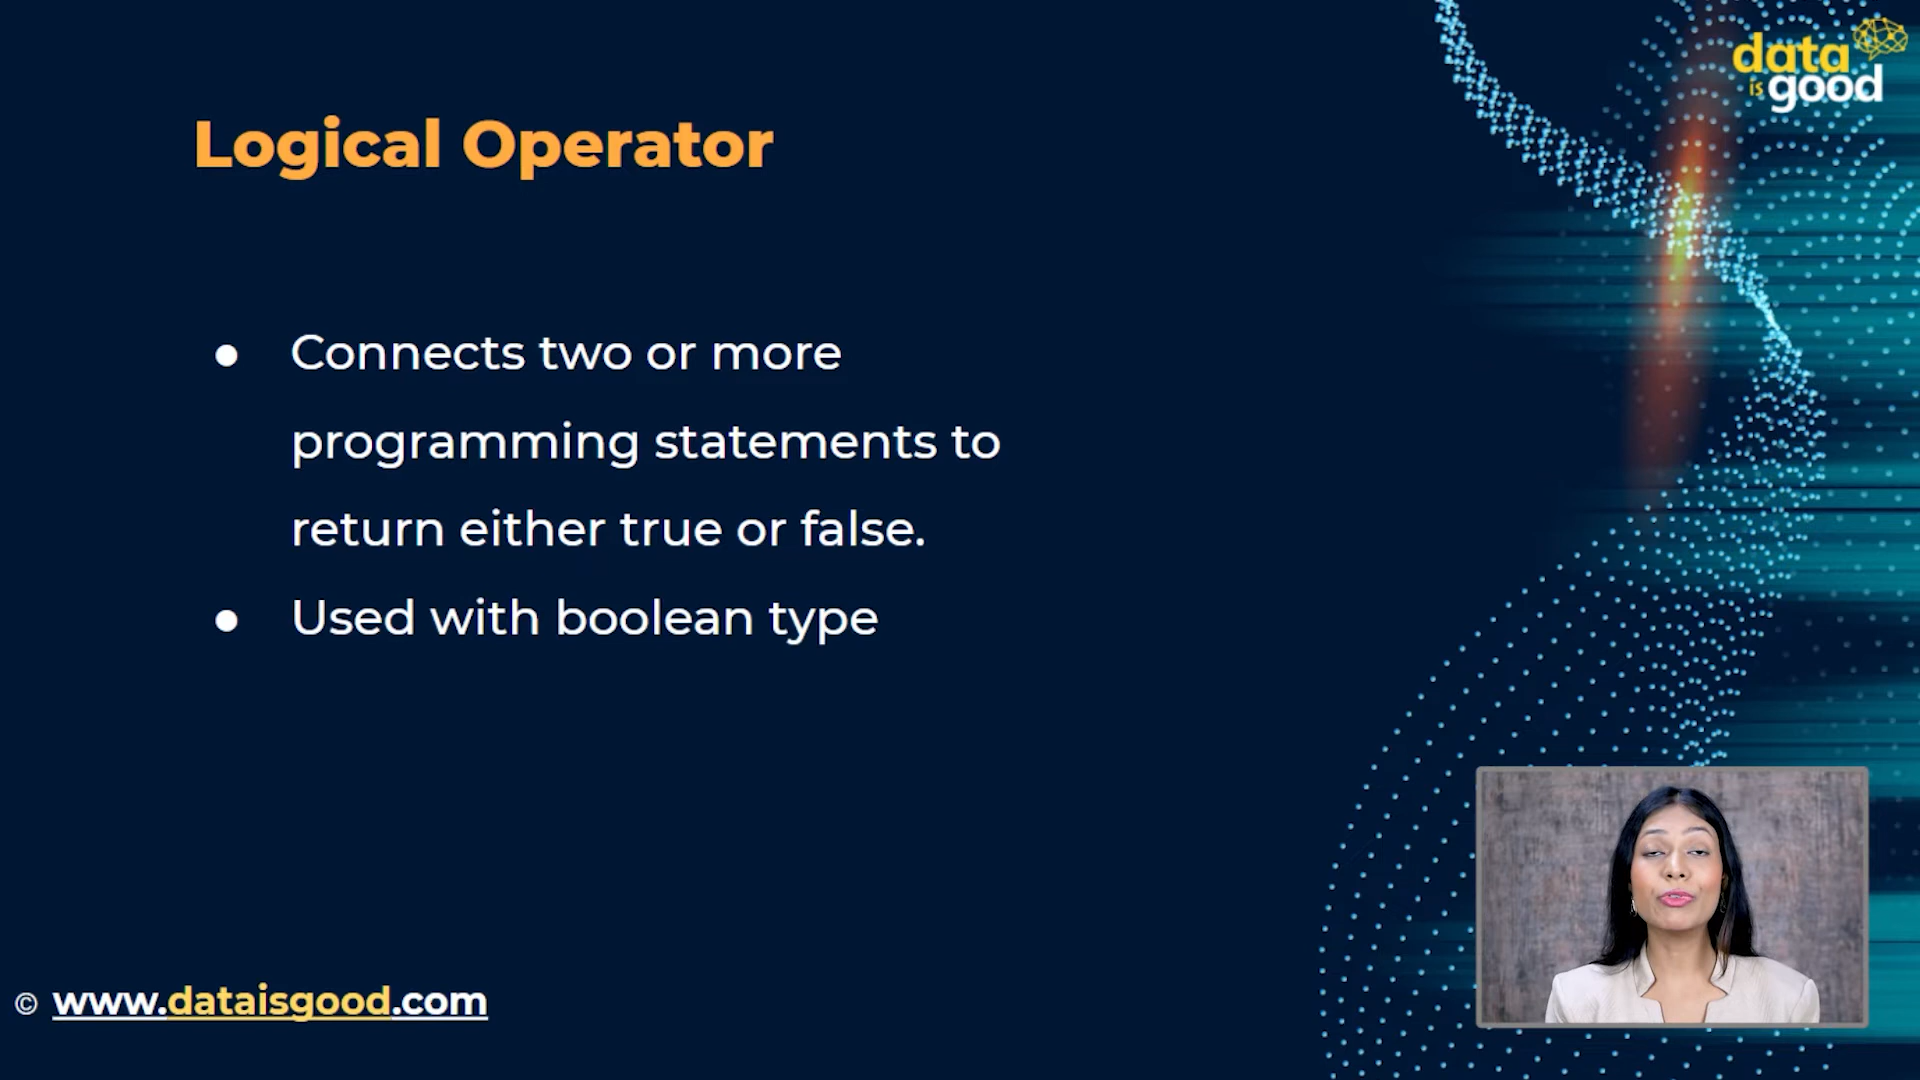 data
is good
Logical Operator
● Connects two or more
programming statements to
return either true or false.
● Used with boolean type
© www.dataisgood.com